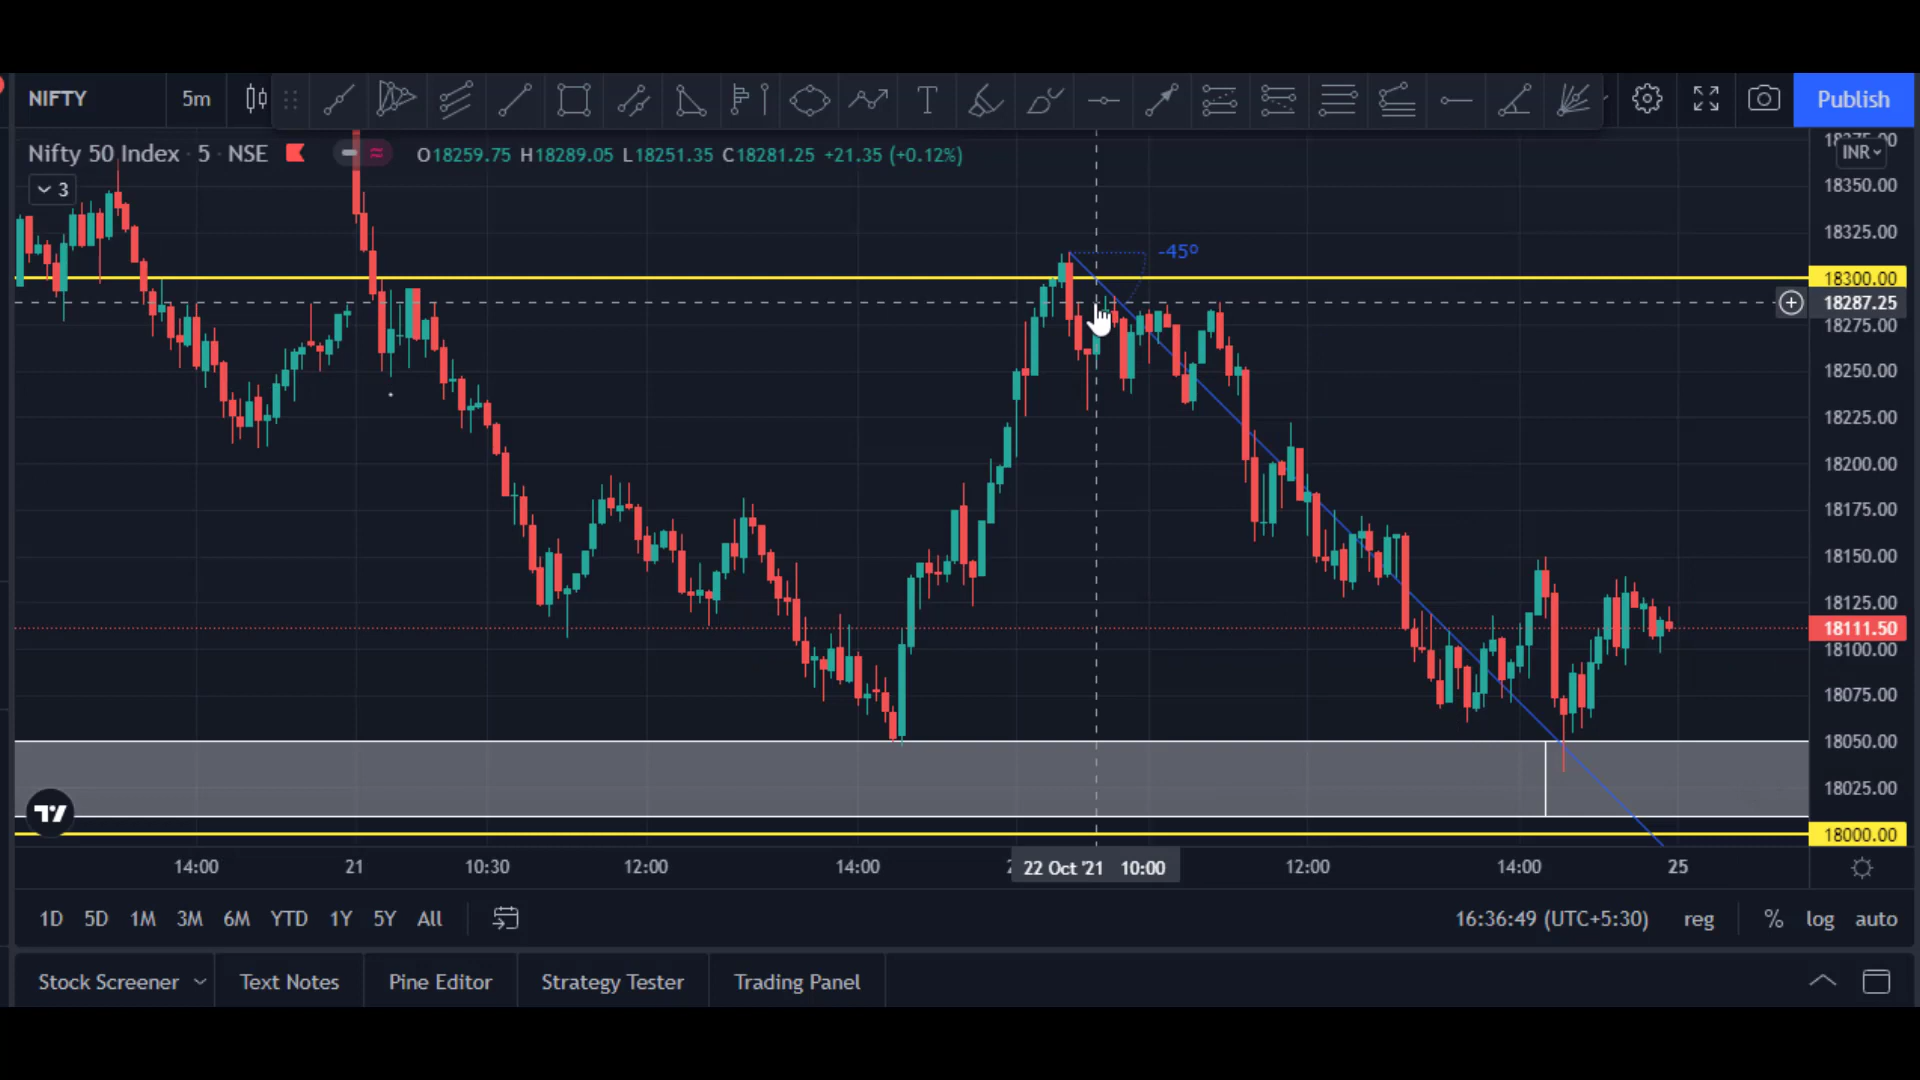 NIFTY 5m Publish
Nifty 50 Index · 5 · NSE O18259.75 H18289.05 L18251.35 C18281.25 +21.35 (+0.12%)
INR
3
-45º
18350.00
18325.00
18300.00
18287.25
18275.00
18250.00
18225.00
18200.00
18175.00
18150.00
18125.00
18111.50
18100.00
18075.00
18050.00
18025.00
18000.00
14:00 21 10:30 12:00 14:00 22 Oct '21 10:00 12:00 14:00 25
1D 5D 1M 3M 6M YTD 1Y 5Y All 16:36:49 (UTC+5:30) reg % log auto
Stock Screener Text Notes Pine Editor Strategy Tester Trading Panel